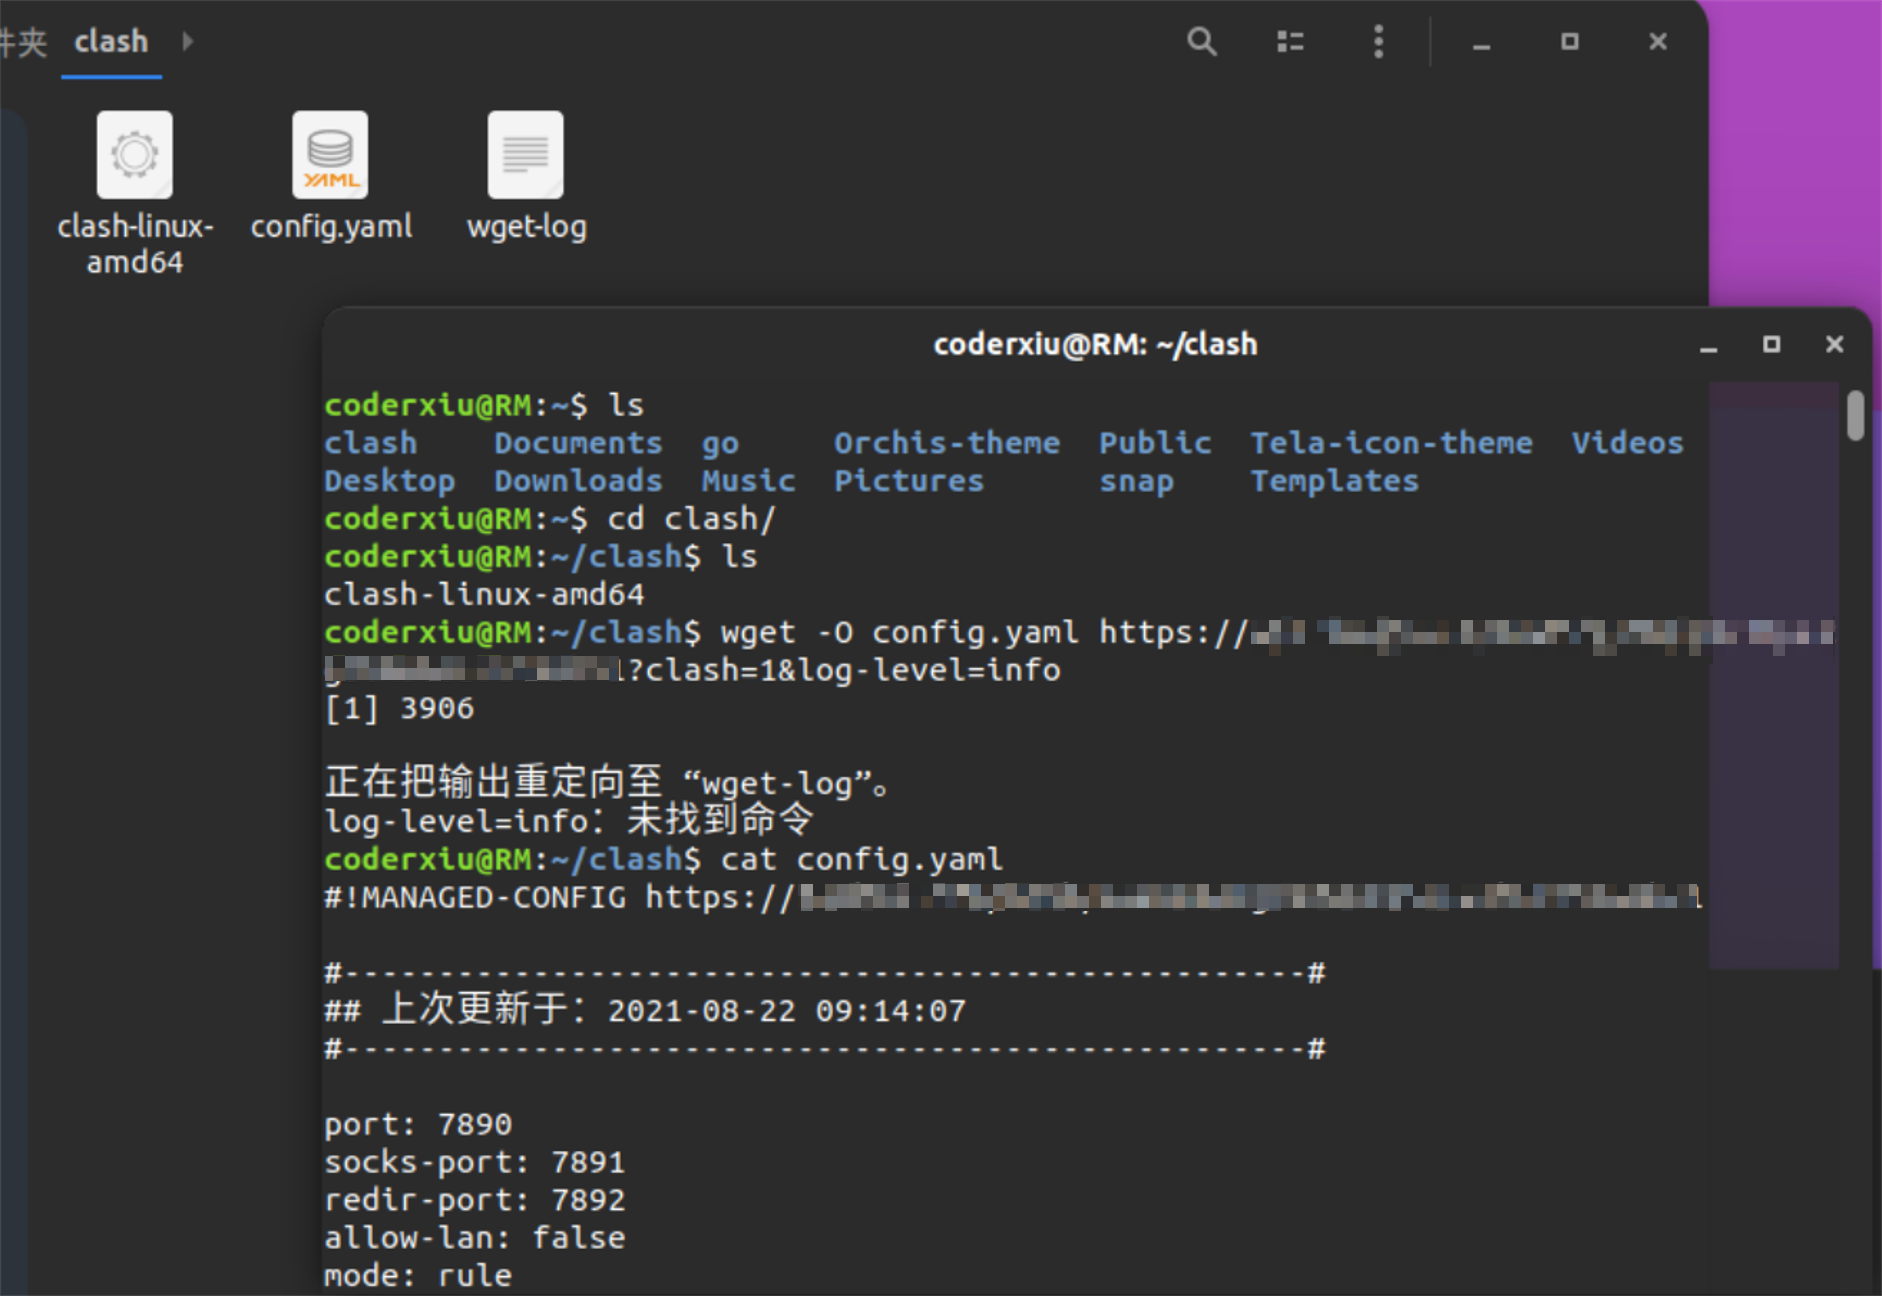 件夹 clash
YAML
clash-linux-
amd64
config.yaml
wget-log
coderxiu@RM: ~/clash
coderxiu@RM:~$ ls
clash Documents go Orchis-theme Public Tela-icon-theme Videos
Desktop Downloads Music Pictures snap Templates
coderxiu@RM:~$ cd clash/
coderxiu@RM:~/clash$ ls
clash-linux-amd64
coderxiu@RM:~/clash$ wget -O config.yaml https://
?clash=1&log-level=info
[1] 3906
正在把输出重定向至 “wget-log”。
log-level=info：未找到命令
coderxiu@RM:~/clash$ cat config.yaml
#!MANAGED-CONFIG https://
#---------------------------------------------------#
## 上次更新于：2021-08-22 09:14:07
#---------------------------------------------------#
port: 7890
socks-port: 7891
redir-port: 7892
allow-lan: false
mode: rule